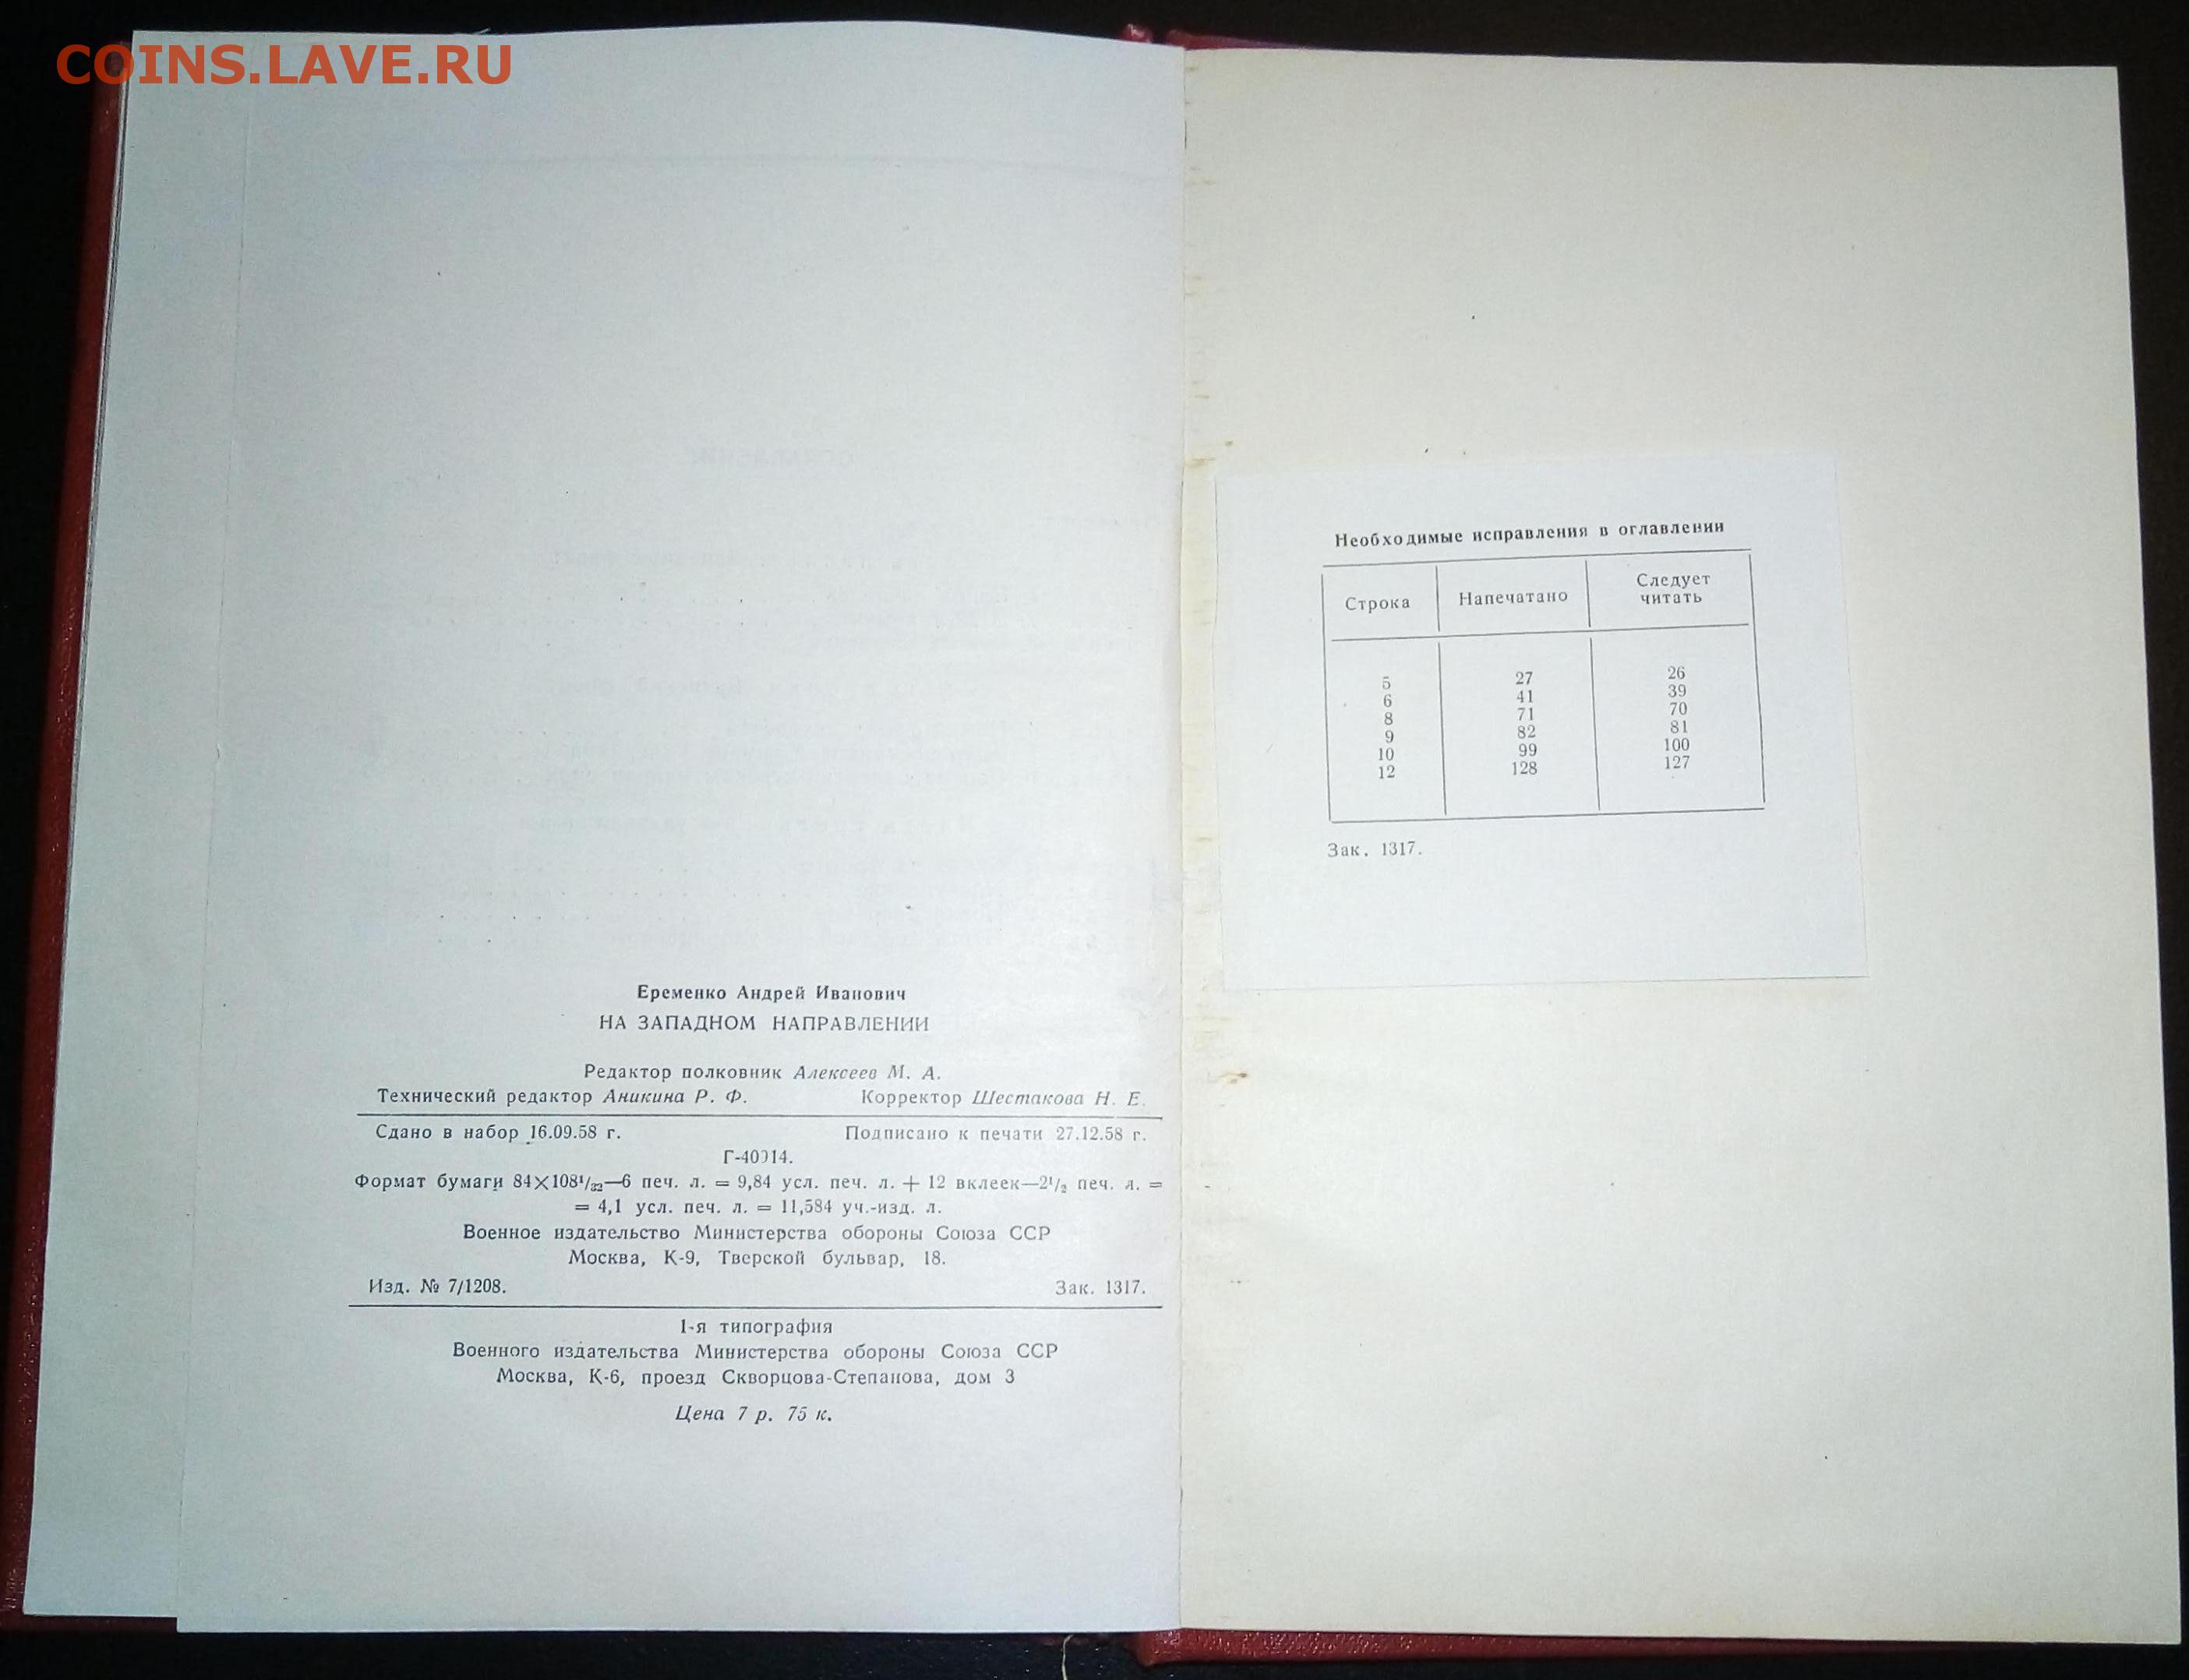 COINS.LAVE.RU
Еременко Андрей Иванович
НА ЗАПАДНОМ НАПРАВЛЕНИИ
Редактор полковник Алексеев М. А.
Технический редактор Аникина Р. Ф. Корректор Шестакова Н. Е.
Сдано в набор 16.09.58 г. Подписано к печати 27.12.58 г.
Г-40014.
Формат бумаги 84×108¹/₃₂—6 печ. л. = 9,84 усл. печ. л. + 12 вклеек—2¹/₂ печ. л. =
= 4,1 усл. печ. л. = 11,584 уч.-изд. л.
Военное издательство Министерства обороны Союза ССР
Москва, К-9, Тверской бульвар, 18.
Изд. № 7/1208. Зак. 1317.
1-я типография
Военного издательства Министерства обороны Союза ССР
Москва, К-6, проезд Скворцова-Степанова, дом 3
Цена 7 р. 75 к.
Необходимые исправления в оглавлении
Строка Напечатано Следует
читать
5 27 26
6 41 39
8 71 70
9 82 81
10 99 100
12 128 127
Зак. 1317.